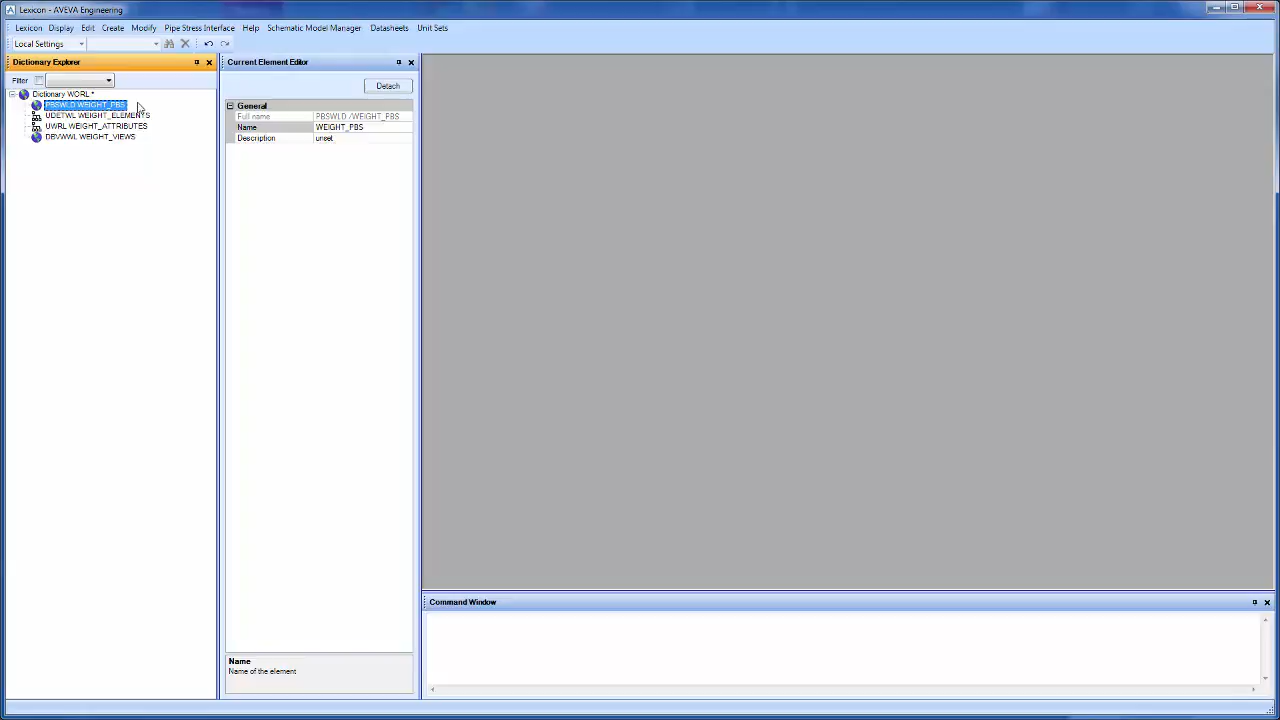 Lexicon - AVEVA Engineering
Lexicon Display Edit Create Modify Pipe Stress Interface Help Schematic Model Manager Datasheets Unit Sets
Local Settings
Dictionary Explorer
Filter
Dictionary WORL *
PBSWLD WEIGHT_PBS
UDETWL WEIGHT_ELEMENTS
UWRL WEIGHT_ATTRIBUTES
DBVWWL WEIGHT_VIEWS
Current Element Editor
Detach
General
Full name PBSWLD /WEIGHT_PBS
Name WEIGHT_PBS
Description unset
Name
Name of the element
Command Window